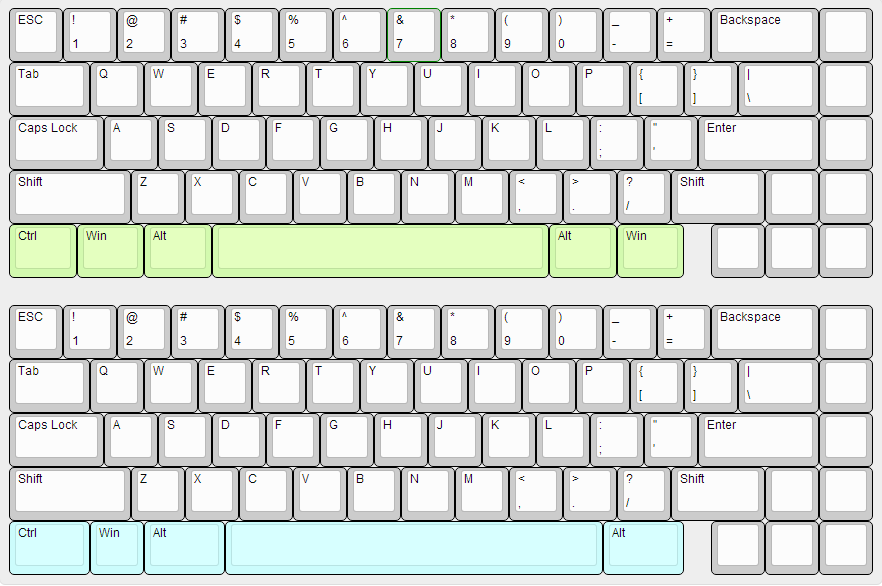 ESC ! @ # $ % ^ & * ( ) _ + Backspace
1 2 3 4 5 6 7 8 9 0 - =
Tab Q W E R T Y U I O P { } |
[ ] \
Caps Lock A S D F G H J K L : " Enter
; '
Shift Z X C V B N M < > ? Shift
, . /
Ctrl Win Alt Alt Win
ESC ! @ # $ % ^ & * ( ) _ + Backspace
1 2 3 4 5 6 7 8 9 0 - =
Tab Q W E R T Y U I O P { } |
[ ] \
Caps Lock A S D F G H J K L : " Enter
; '
Shift Z X C V B N M < > ? Shift
, . /
Ctrl Win Alt Alt